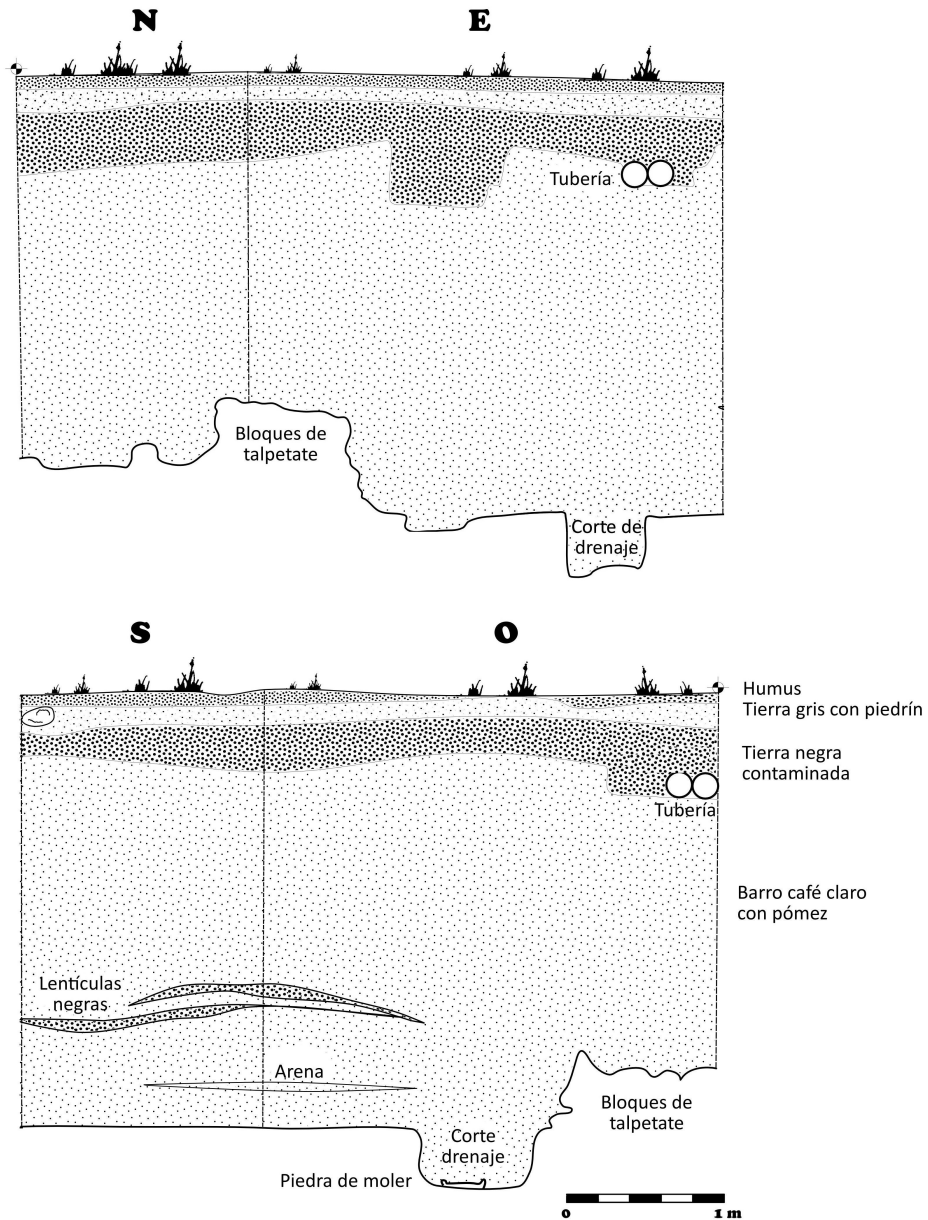 N
E
Tubería
Bloques de
talpetate
Corte de
drenaje
S
O
Humus
Tierra gris con piedrín
Tierra negra
contaminada
Tubería
Barro café claro
con pómez
Lentículas
negras
Arena
Bloques de
talpetate
Corte
drenaje
Piedra de moler
0
1 m